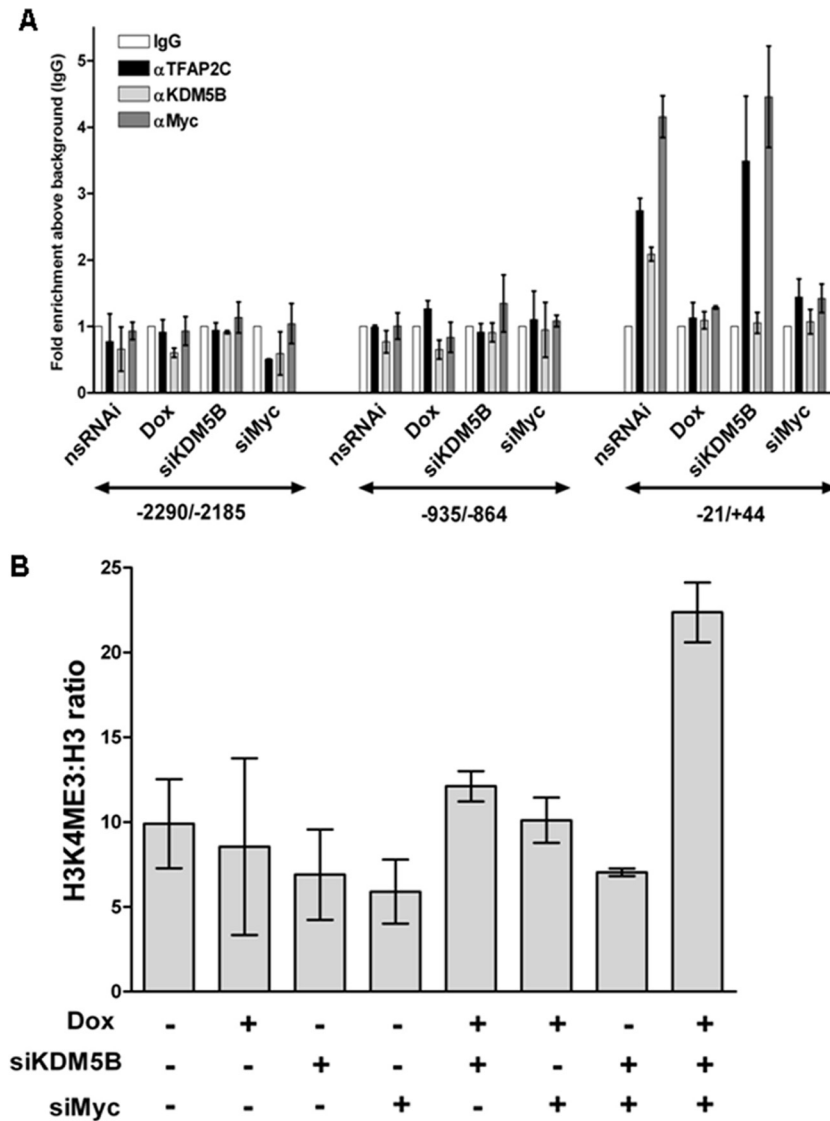 A
Fold enrichment above background (IgG)
5
4
3
2
1
0
IgG
αTFAP2C
αKDM5B
αMyc
nsRNAi
Dox
siKDM5B
siMyc
nsRNAi
Dox
siKDM5B
siMyc
nsRNAi
Dox
siKDM5B
siMyc
-2290/-2185
-935/-864
-21/+44
B
H3K4ME3:H3 ratio
25
20
15
10
5
0
Dox - + - - + + - +
siKDM5B - - + - + - + +
siMyc - - - + - + + +